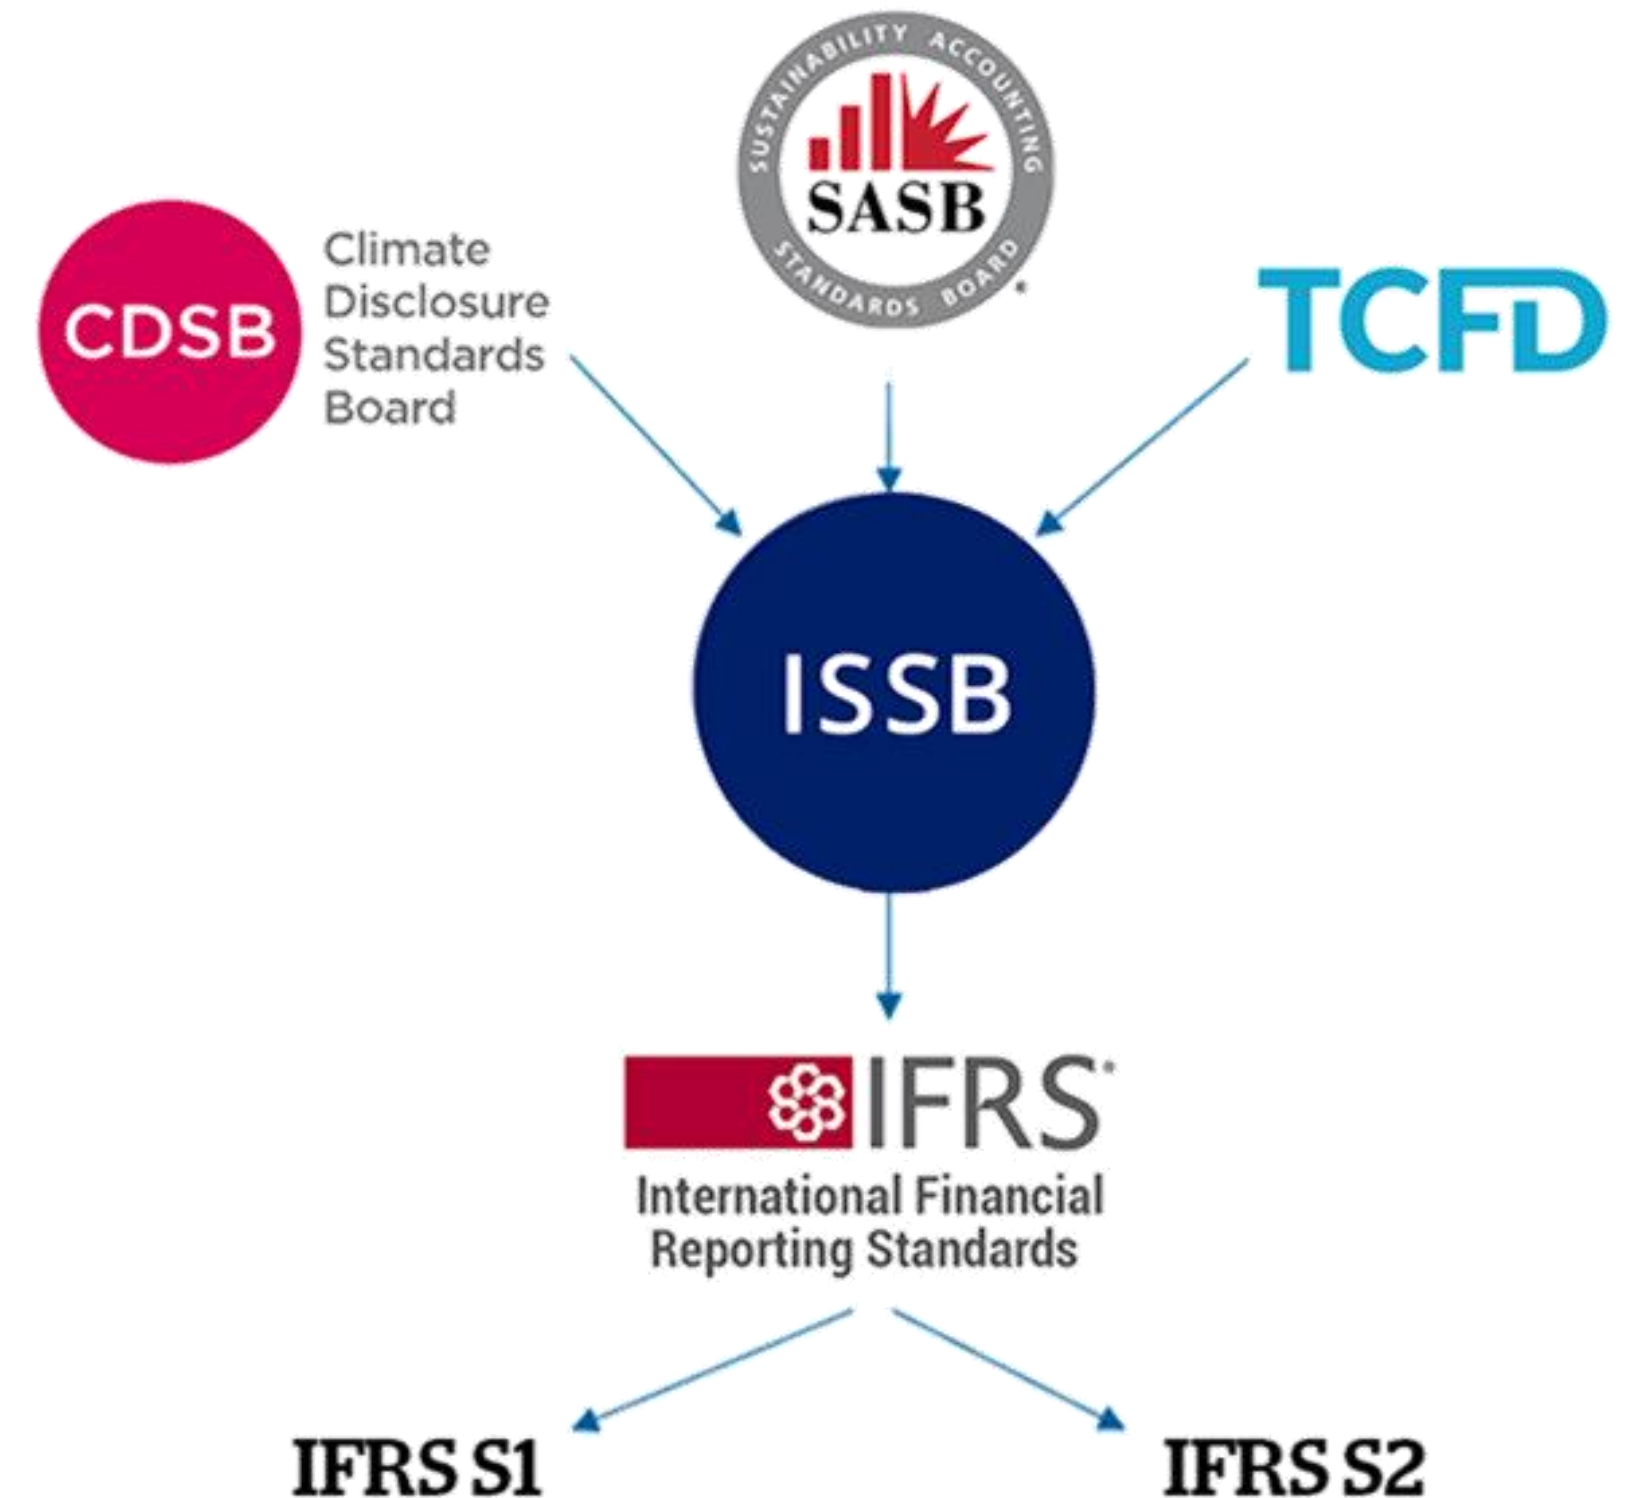 SUSTAINABILITY ACCOUNTING
SASB
STANDARDS BOARD
CDSB
Climate
Disclosure
Standards
Board
TCFD
ISSB
IFRS
International Financial
Reporting Standards
IFRS S1
IFRS S2